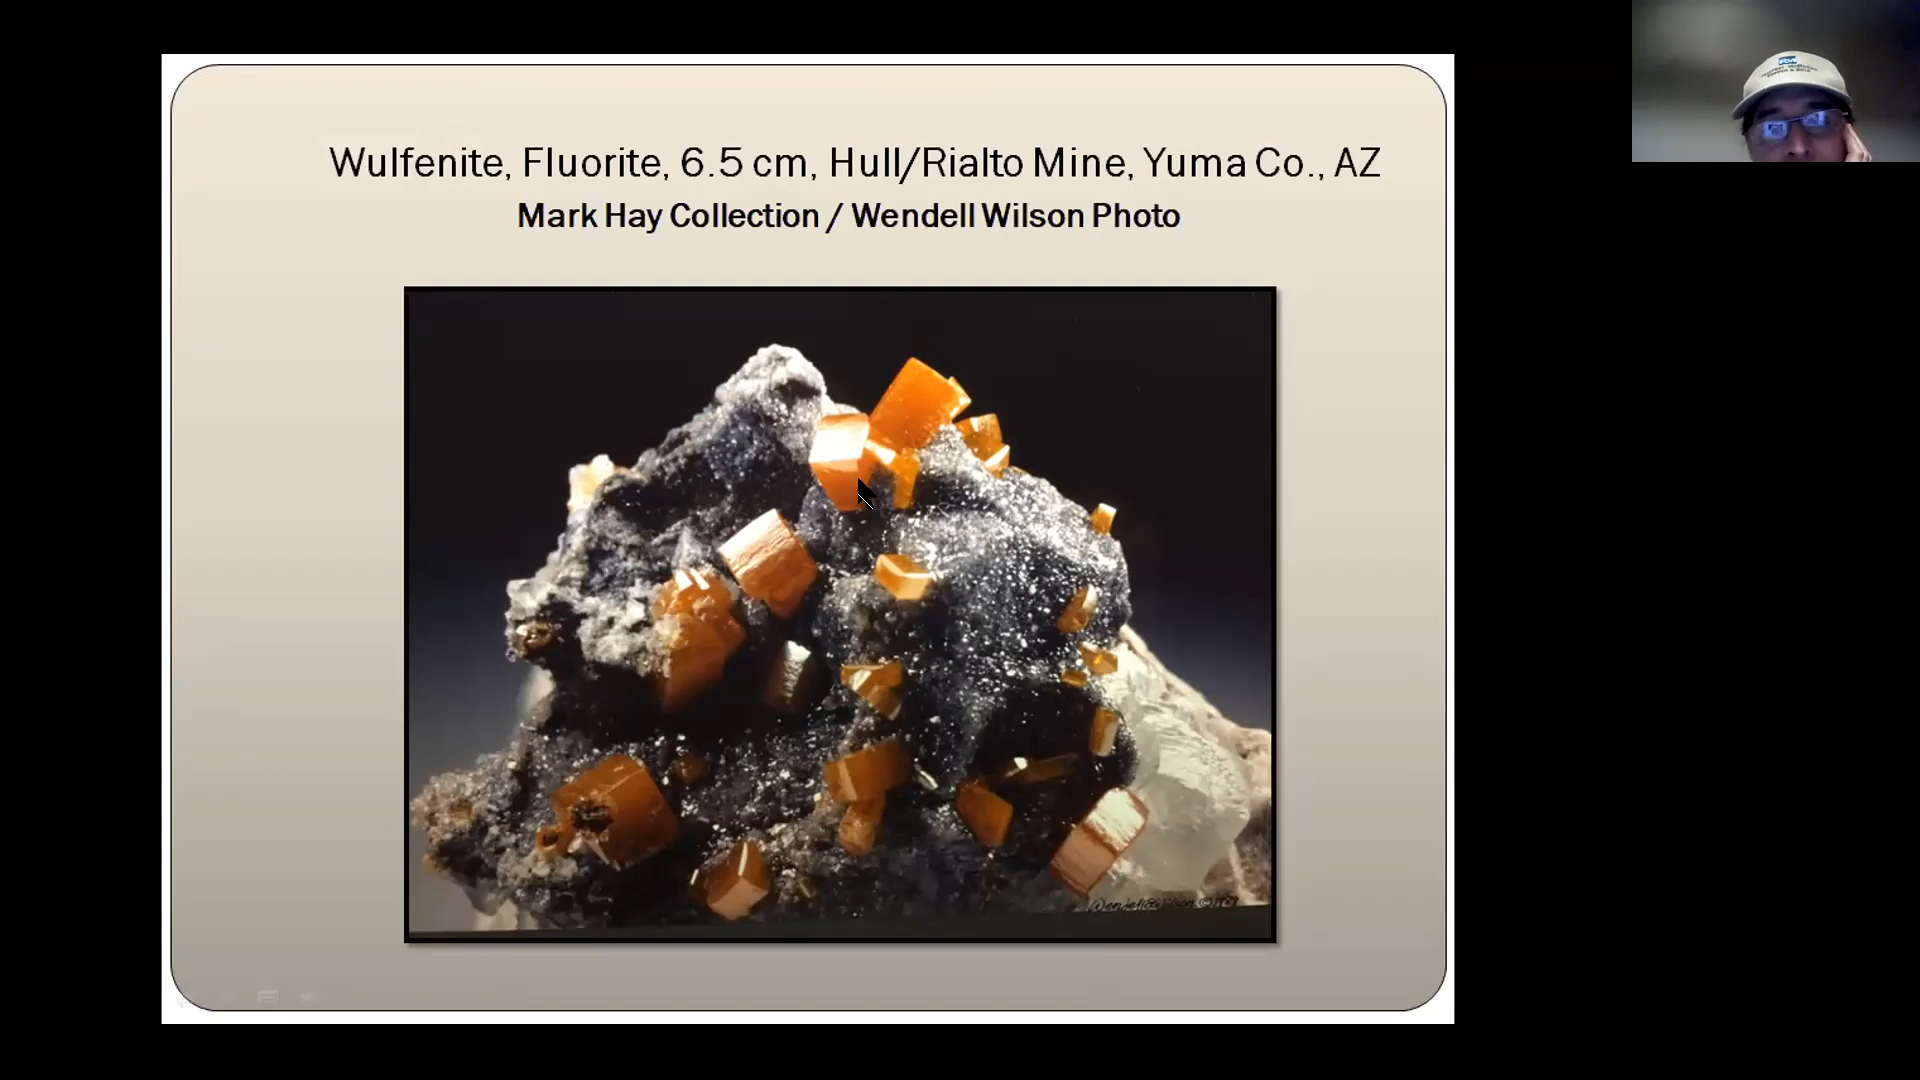 Wulfenite, Fluorite, 6.5 cm, Hull/Rialto Mine, Yuma Co., AZ
Mark Hay Collection / Wendell Wilson Photo